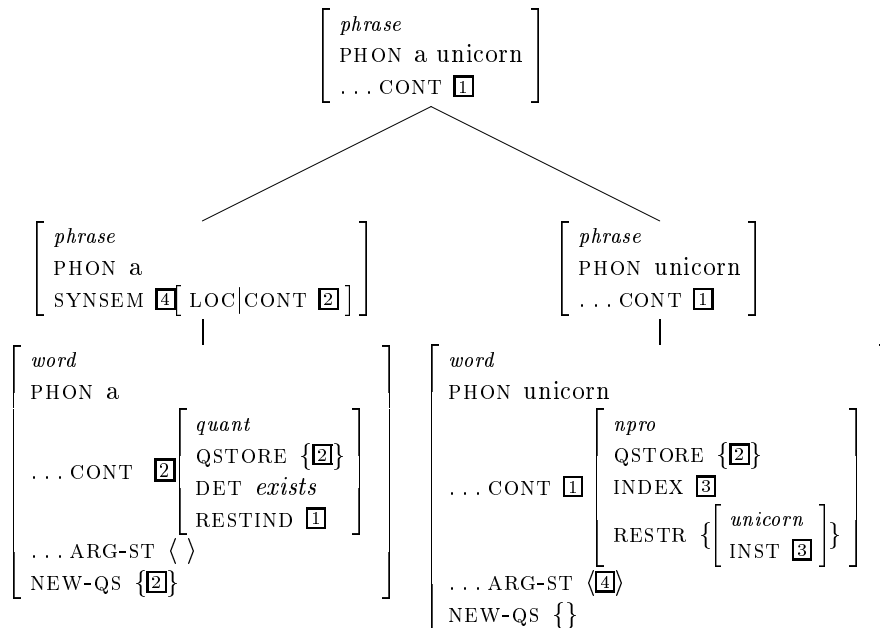 phrase
PHON a unicorn
...CONT 1
phrase
PHON a
SYNSEM 4[ LOC|CONT 2 ]
phrase
PHON unicorn
...CONT 1
word
PHON a
...CONT 2
quant
QSTORE {2}
DET exists
RESTIND 1
...ARG-ST ⟨ ⟩
NEW-QS {2}
word
PHON unicorn
...CONT 1
npro
QSTORE {2}
INDEX 3
RESTR {[ unicorn
INST 3 ]}
...ARG-ST ⟨4⟩
NEW-QS {}